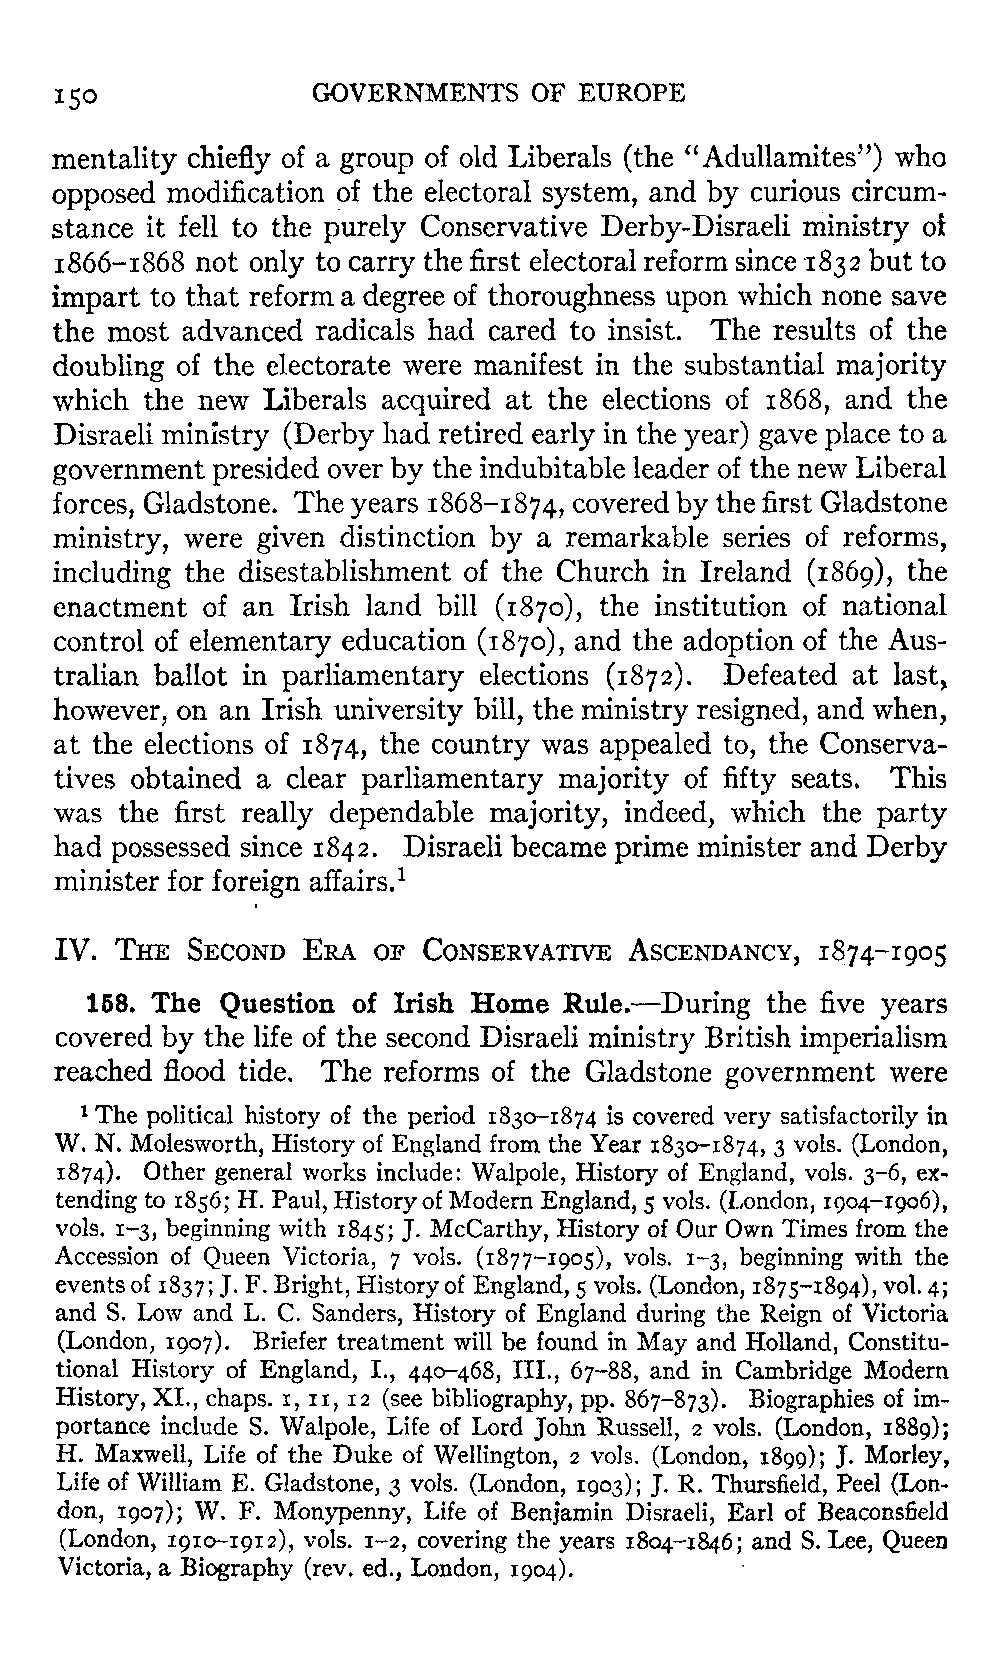 150 GOVERNMENTS OF EUROPE
mentality chiefly of a group of old Liberals (the “Adullamites”) who
opposed modification of the electoral system, and by curious circum-
stance it fell to the purely Conservative Derby-Disraeli ministry of
1866–1868 not only to carry the first electoral reform since 1832 but to
impart to that reform a degree of thoroughness upon which none save
the most advanced radicals had cared to insist. The results of the
doubling of the electorate were manifest in the substantial majority
which the new Liberals acquired at the elections of 1868, and the
Disraeli ministry (Derby had retired early in the year) gave place to a
government presided over by the indubitable leader of the new Liberal
forces, Gladstone. The years 1868–1874, covered by the first Gladstone
ministry, were given distinction by a remarkable series of reforms,
including the disestablishment of the Church in Ireland (1869), the
enactment of an Irish land bill (1870), the institution of national
control of elementary education (1870), and the adoption of the Aus-
tralian ballot in parliamentary elections (1872). Defeated at last,
however, on an Irish university bill, the ministry resigned, and when,
at the elections of 1874, the country was appealed to, the Conserva-
tives obtained a clear parliamentary majority of fifty seats. This
was the first really dependable majority, indeed, which the party
had possessed since 1842. Disraeli became prime minister and Derby
minister for foreign affairs.¹
IV. THE SECOND ERA OF CONSERVATIVE ASCENDANCY, 1874–1905
158. The Question of Irish Home Rule.—During the five years
covered by the life of the second Disraeli ministry British imperialism
reached flood tide. The reforms of the Gladstone government were
¹ The political history of the period 1830–1874 is covered very satisfactorily in
W. N. Molesworth, History of England from the Year 1830–1874, 3 vols. (London,
1874). Other general works include: Walpole, History of England, vols. 3–6, ex-
tending to 1856; H. Paul, History of Modern England, 5 vols. (London, 1904–1906),
vols. 1–3, beginning with 1845; J. McCarthy, History of Our Own Times from the
Accession of Queen Victoria, 7 vols. (1877–1905), vols. 1–3, beginning with the
events of 1837; J. F. Bright, History of England, 5 vols. (London, 1875–1894), vol. 4;
and S. Low and L. C. Sanders, History of England during the Reign of Victoria
(London, 1907). Briefer treatment will be found in May and Holland, Constitu-
tional History of England, I., 440–468, III., 67–88, and in Cambridge Modern
History, XI., chaps. 1, 11, 12 (see bibliography, pp. 867–873). Biographies of im-
portance include S. Walpole, Life of Lord John Russell, 2 vols. (London, 1889);
H. Maxwell, Life of the Duke of Wellington, 2 vols. (London, 1899); J. Morley,
Life of William E. Gladstone, 3 vols. (London, 1903); J. R. Thursfield, Peel (Lon-
don, 1907); W. F. Monypenny, Life of Benjamin Disraeli, Earl of Beaconsfield
(London, 1910–1912), vols. 1–2, covering the years 1804–1846; and S. Lee, Queen
Victoria, a Biography (rev. ed., London, 1904).